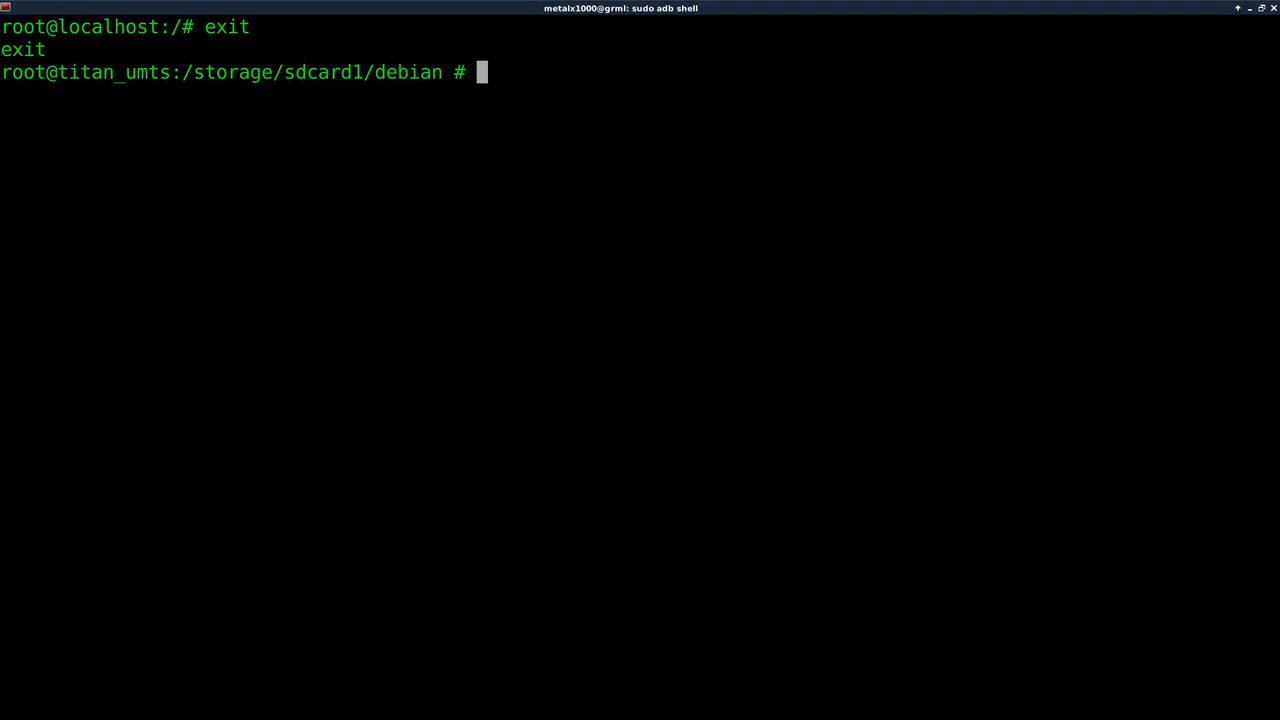 metalx1000@grml: sudo adb shell
root@localhost:/# exit
exit
root@titan_umts:/storage/sdcard1/debian #